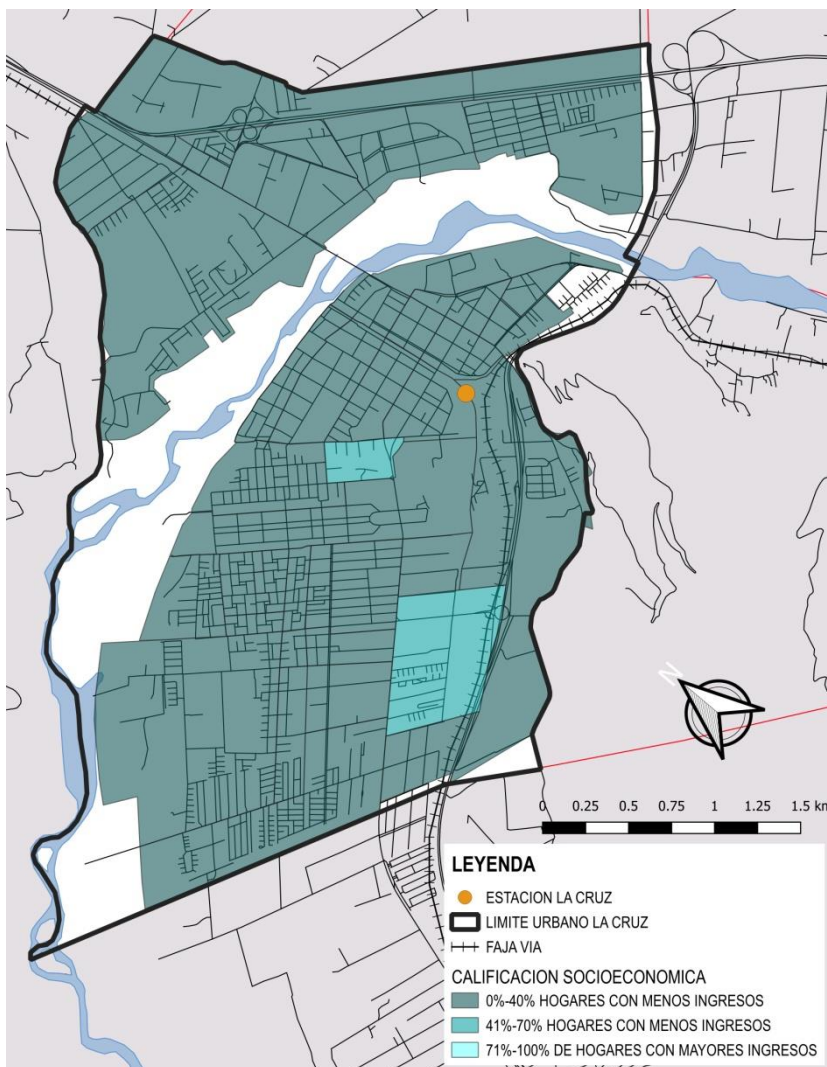 N
0 0.25 0.5 0.75 1 1.25 1.5 km
LEYENDA
ESTACION LA CRUZ
LIMITE URBANO LA CRUZ
FAJA VIA
CALIFICACION SOCIOECONOMICA
0%-40% HOGARES CON MENOS INGRESOS
41%-70% HOGARES CON MENOS INGRESOS
71%-100% DE HOGARES CON MAYORES INGRESOS